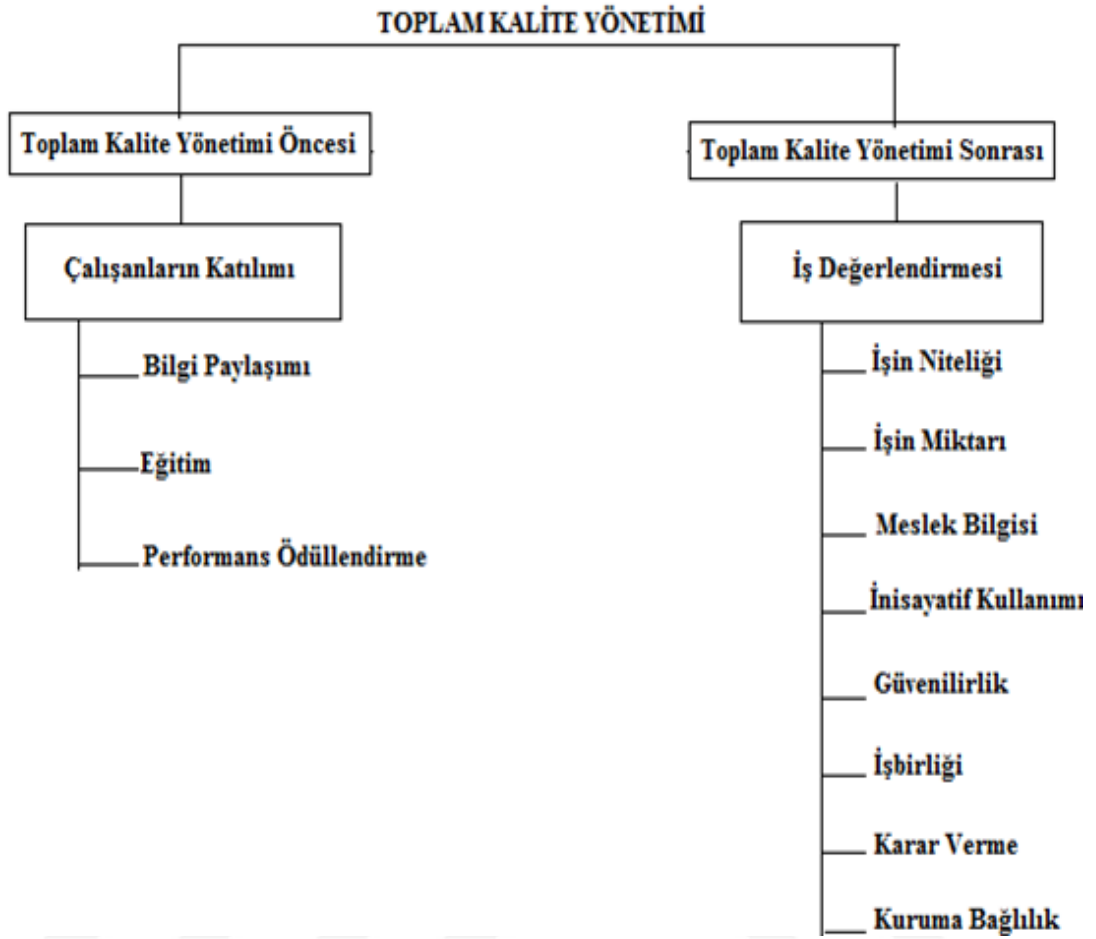 TOPLAM KALİTE YÖNETİMİ
Toplam Kalite Yönetimi Öncesi
Çalışanların Katılımı
Bilgi Paylaşımı
Eğitim
Performans Ödüllendirme
Toplam Kalite Yönetimi Sonrası
İş Değerlendirmesi
İşin Niteliği
İşin Miktarı
Meslek Bilgisi
İnisayatif Kullanımı
Güvenilirlik
İşbirliği
Karar Verme
Kuruma Bağlılık